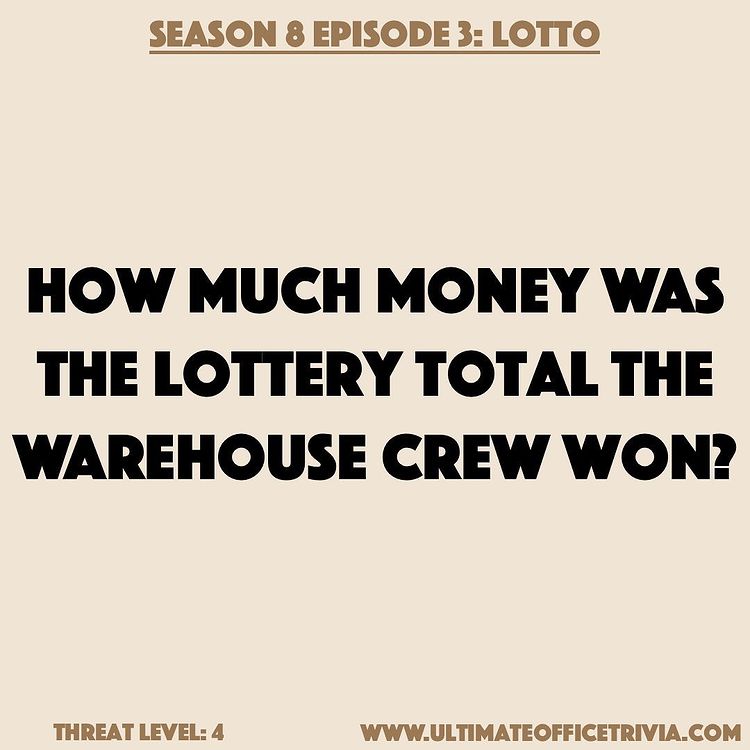 SEASON 8 EPISODE 3: LOTTO
HOW MUCH MONEY WAS
THE LOTTERY TOTAL THE
WAREHOUSE CREW WON?
THREAT LEVEL: 4
WWW.ULTIMATEOFFICETRIVIA.COM